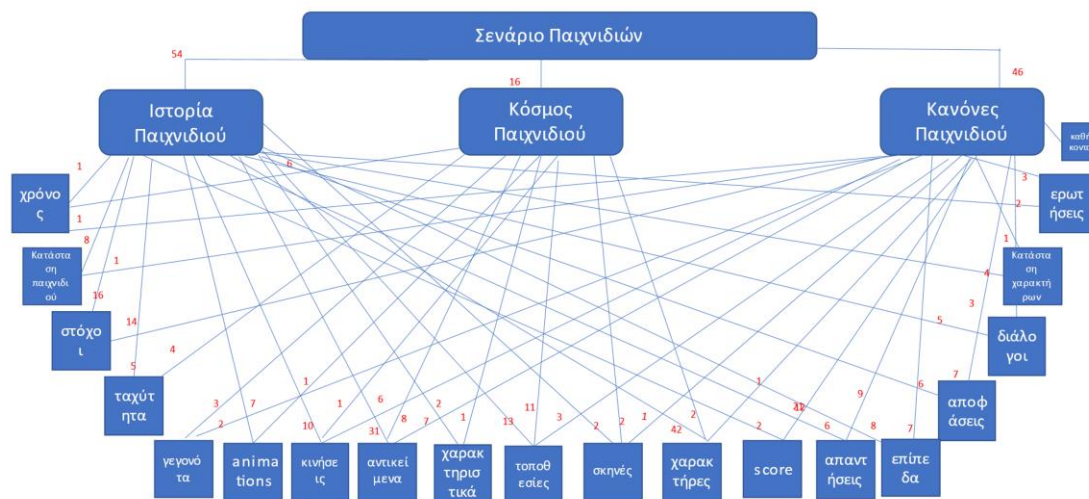 Σενάριο Παιχνιδιών
54
16
46
Ιστορία
Παιχνιδιού
Κόσμος
Παιχνιδιού
Κανόνες
Παιχνιδιού
καθή
κοντα
1
6
3
χρόνο
ς
ερωτ
ήσεις
2
1
8
1
1
Κατάστα
ση
παιχνιδι
ού
4
Κατάστα
ση
χαρακτή
ρων
16
3
14
5
στόχο
ι
διάλο
γοι
4
5
1
1
6
7
ταχύτ
ητα
αποφ
άσεις
3
2
7
10
1
6
31
8
7
2
1
13
11
3
2
2
1
42
2
2
6
9
8
7
γεγονό
τα
anima
tions
κινήσε
ις
αντικεί
μενα
χαρακ
τηρισ
τικά
τοποθ
εσίες
σκηνές
χαρακ
τήρες
score
απαντ
ήσεις
επίπε
δα